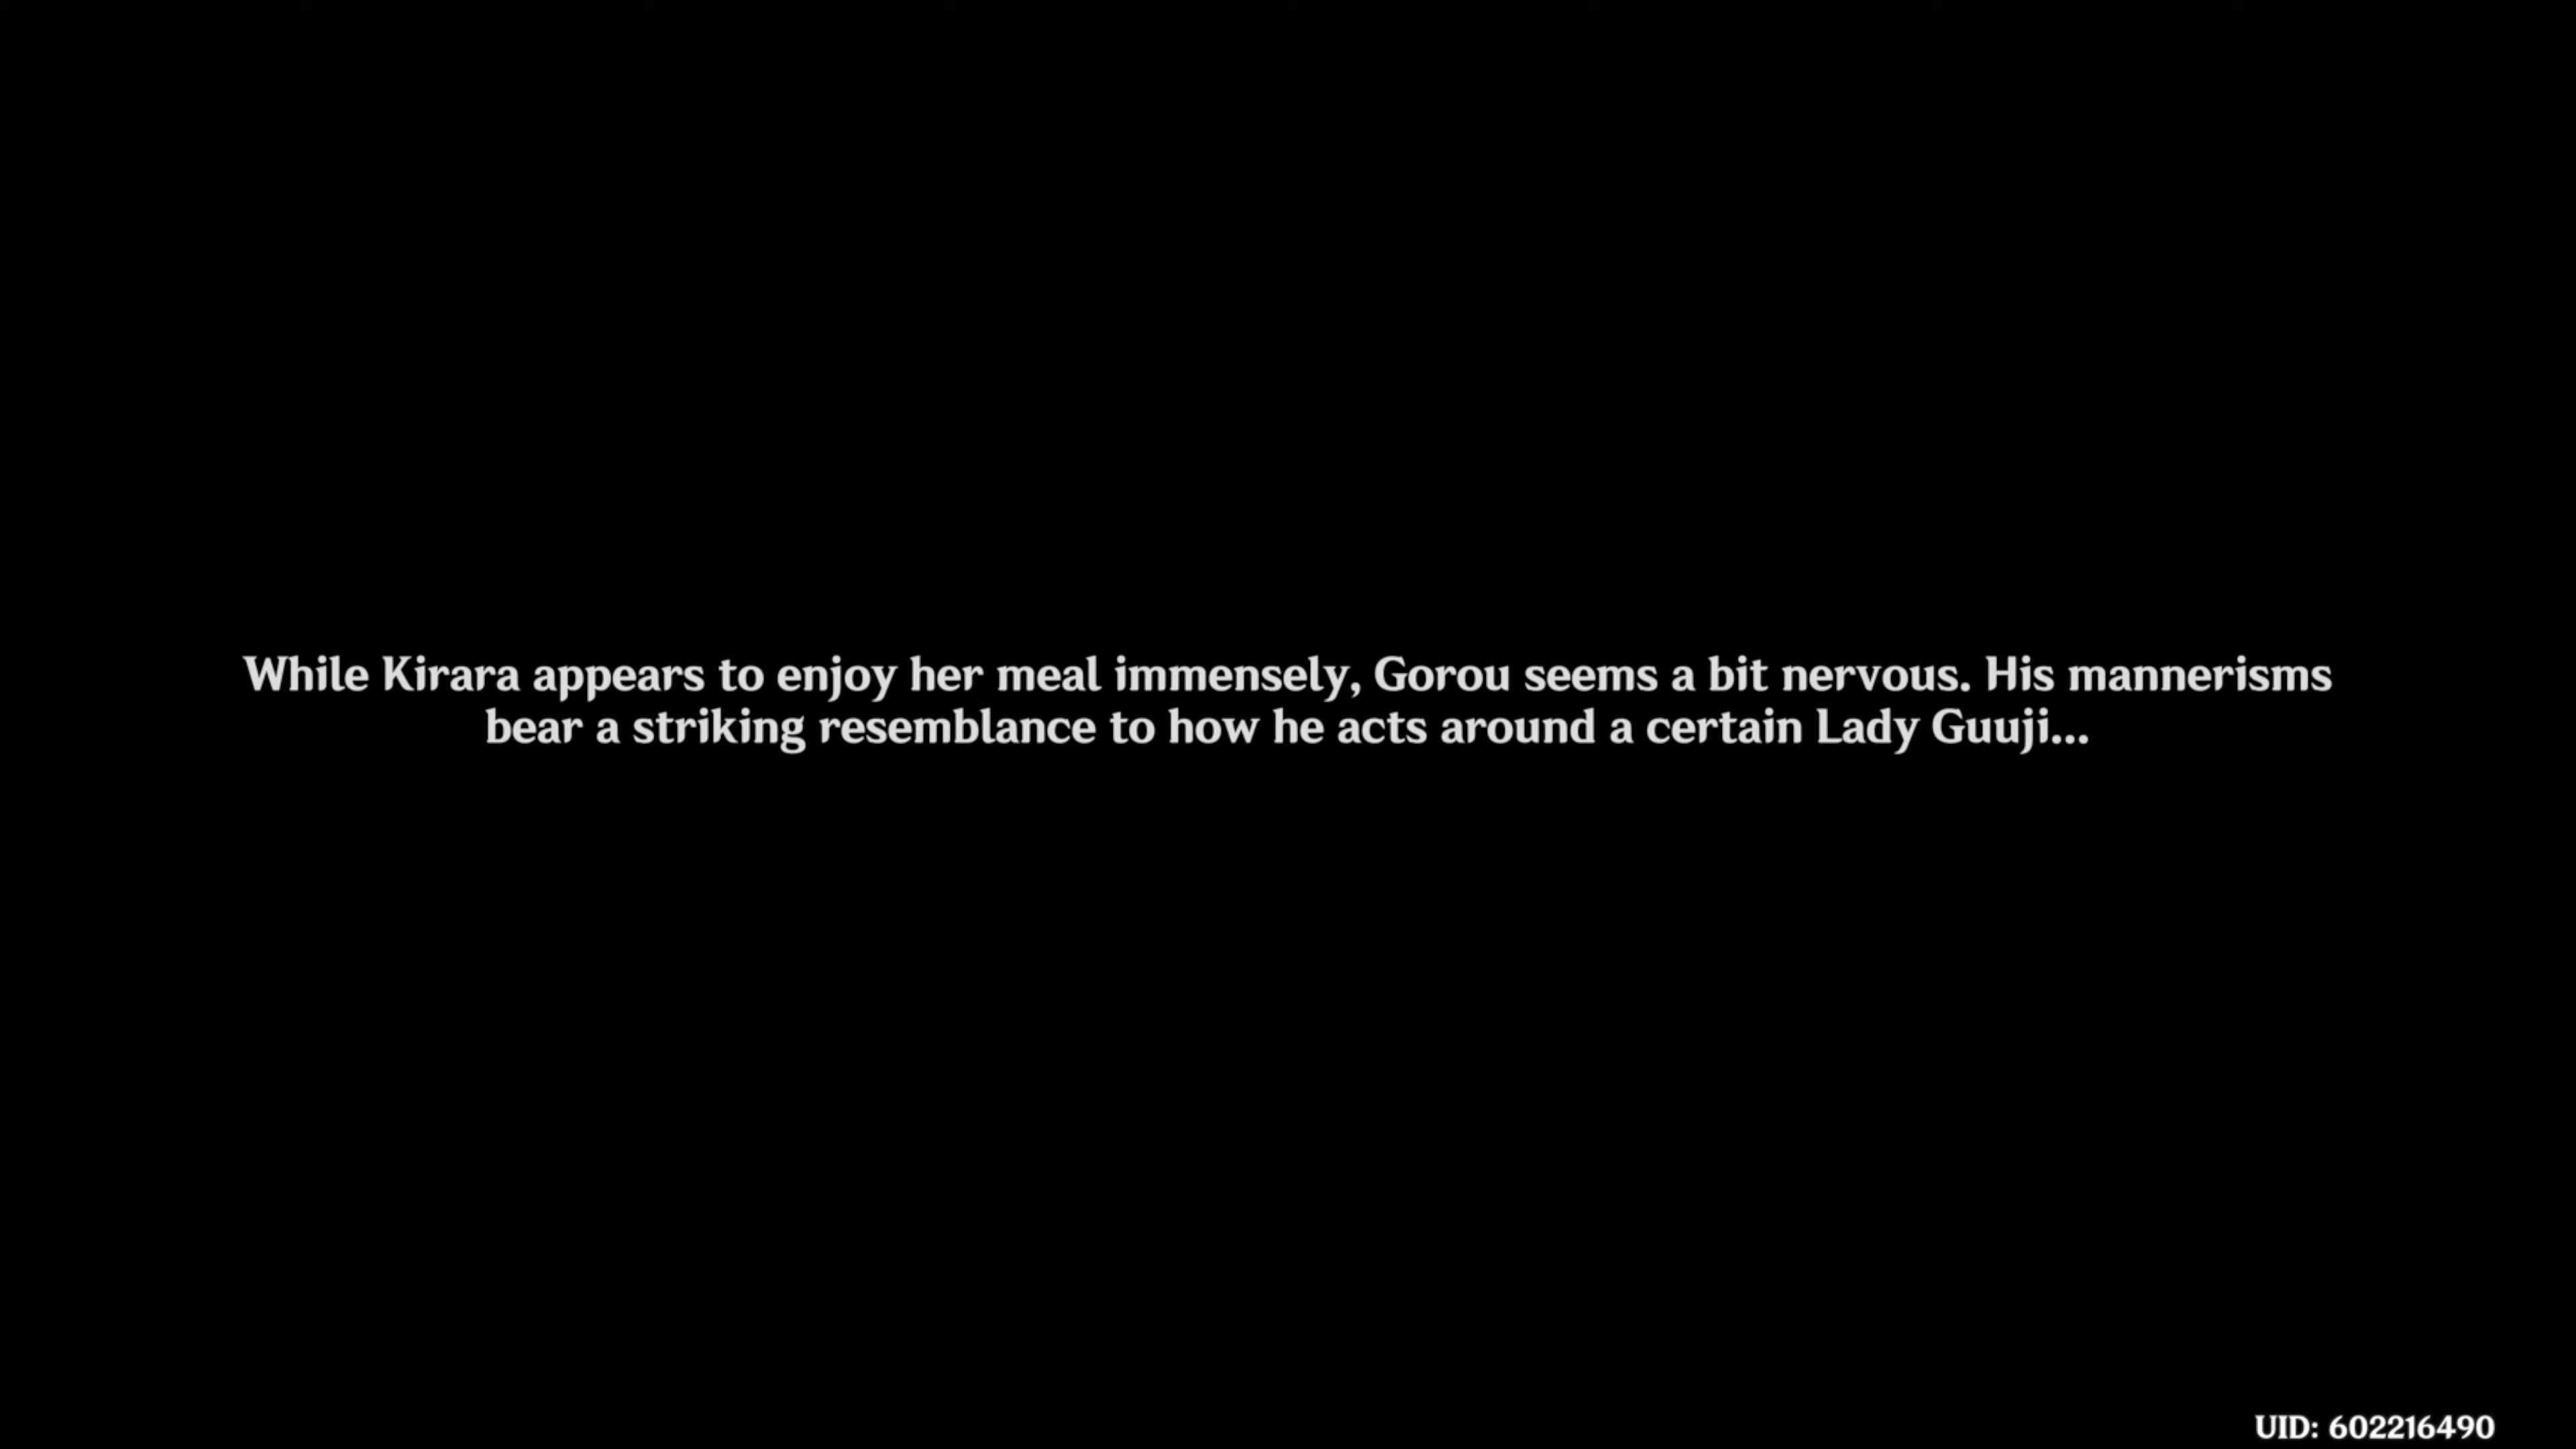 While Kirara appears to enjoy her meal immensely, Gorou seems a bit nervous. His mannerisms
bear a striking resemblance to how he acts around a certain Lady Guuji...
UID: 602216490